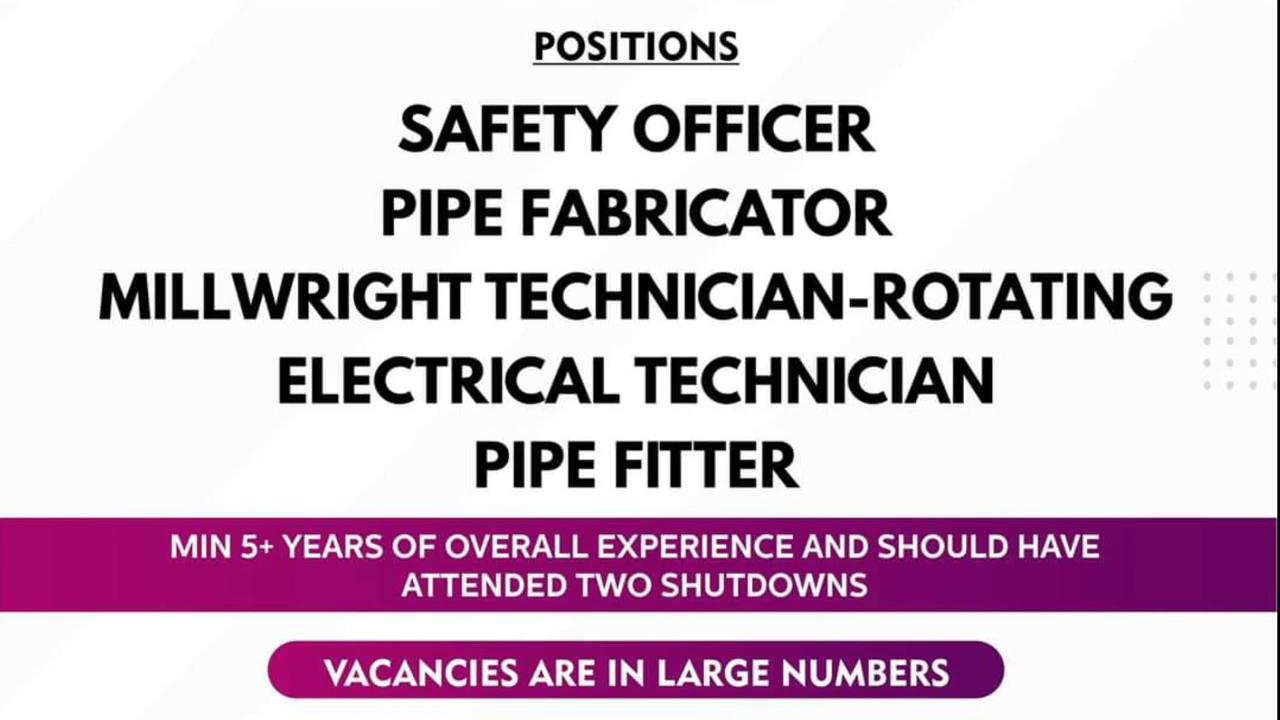 POSITIONS
SAFETY OFFICER
PIPE FABRICATOR
MILLWRIGHT TECHNICIAN-ROTATING
ELECTRICAL TECHNICIAN
PIPE FITTER
MIN 5+ YEARS OF OVERALL EXPERIENCE AND SHOULD HAVE
ATTENDED TWO SHUTDOWNS
VACANCIES ARE IN LARGE NUMBERS